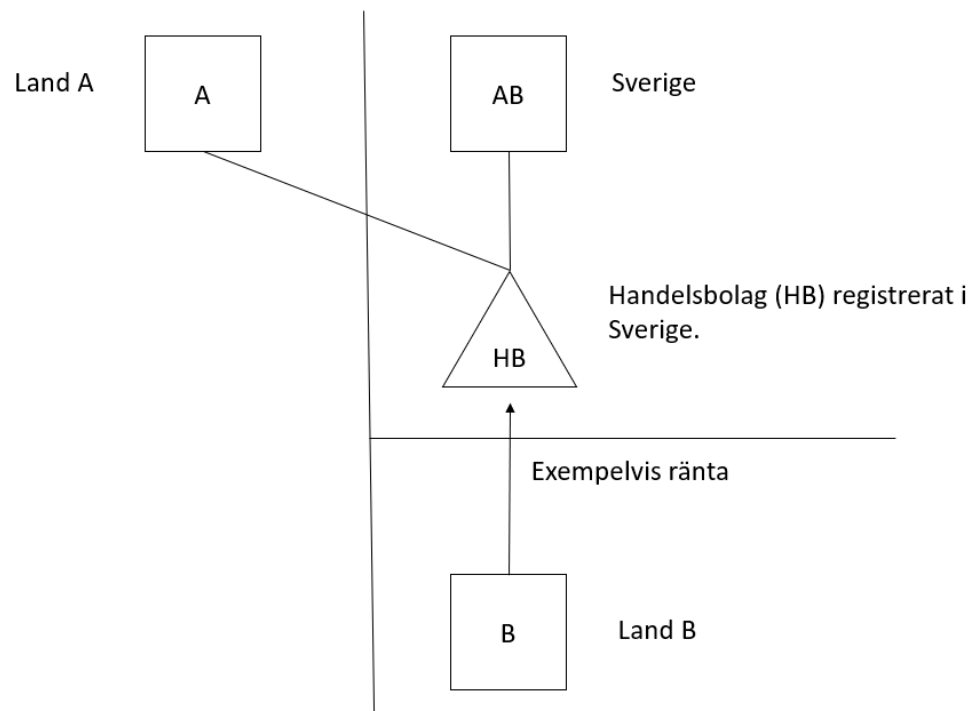 Land A
A
AB
Sverige
Handelsbolag (HB) registrerat i
Sverige.
HB
Exempelvis ränta
B
Land B